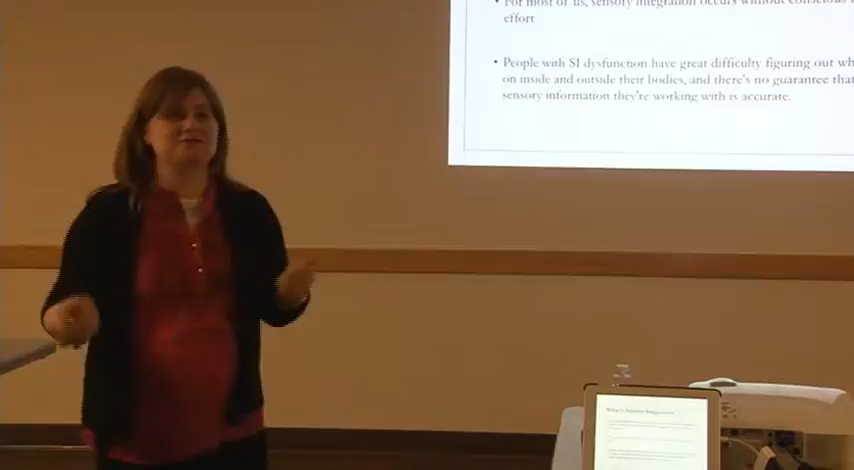 • For most of us, sensory integration occurs without conscious
effort
• People with SI dysfunction have great difficulty figuring out
on inside and outside their bodies, and there's no guarantee that
sensory information they're working with is accurate.